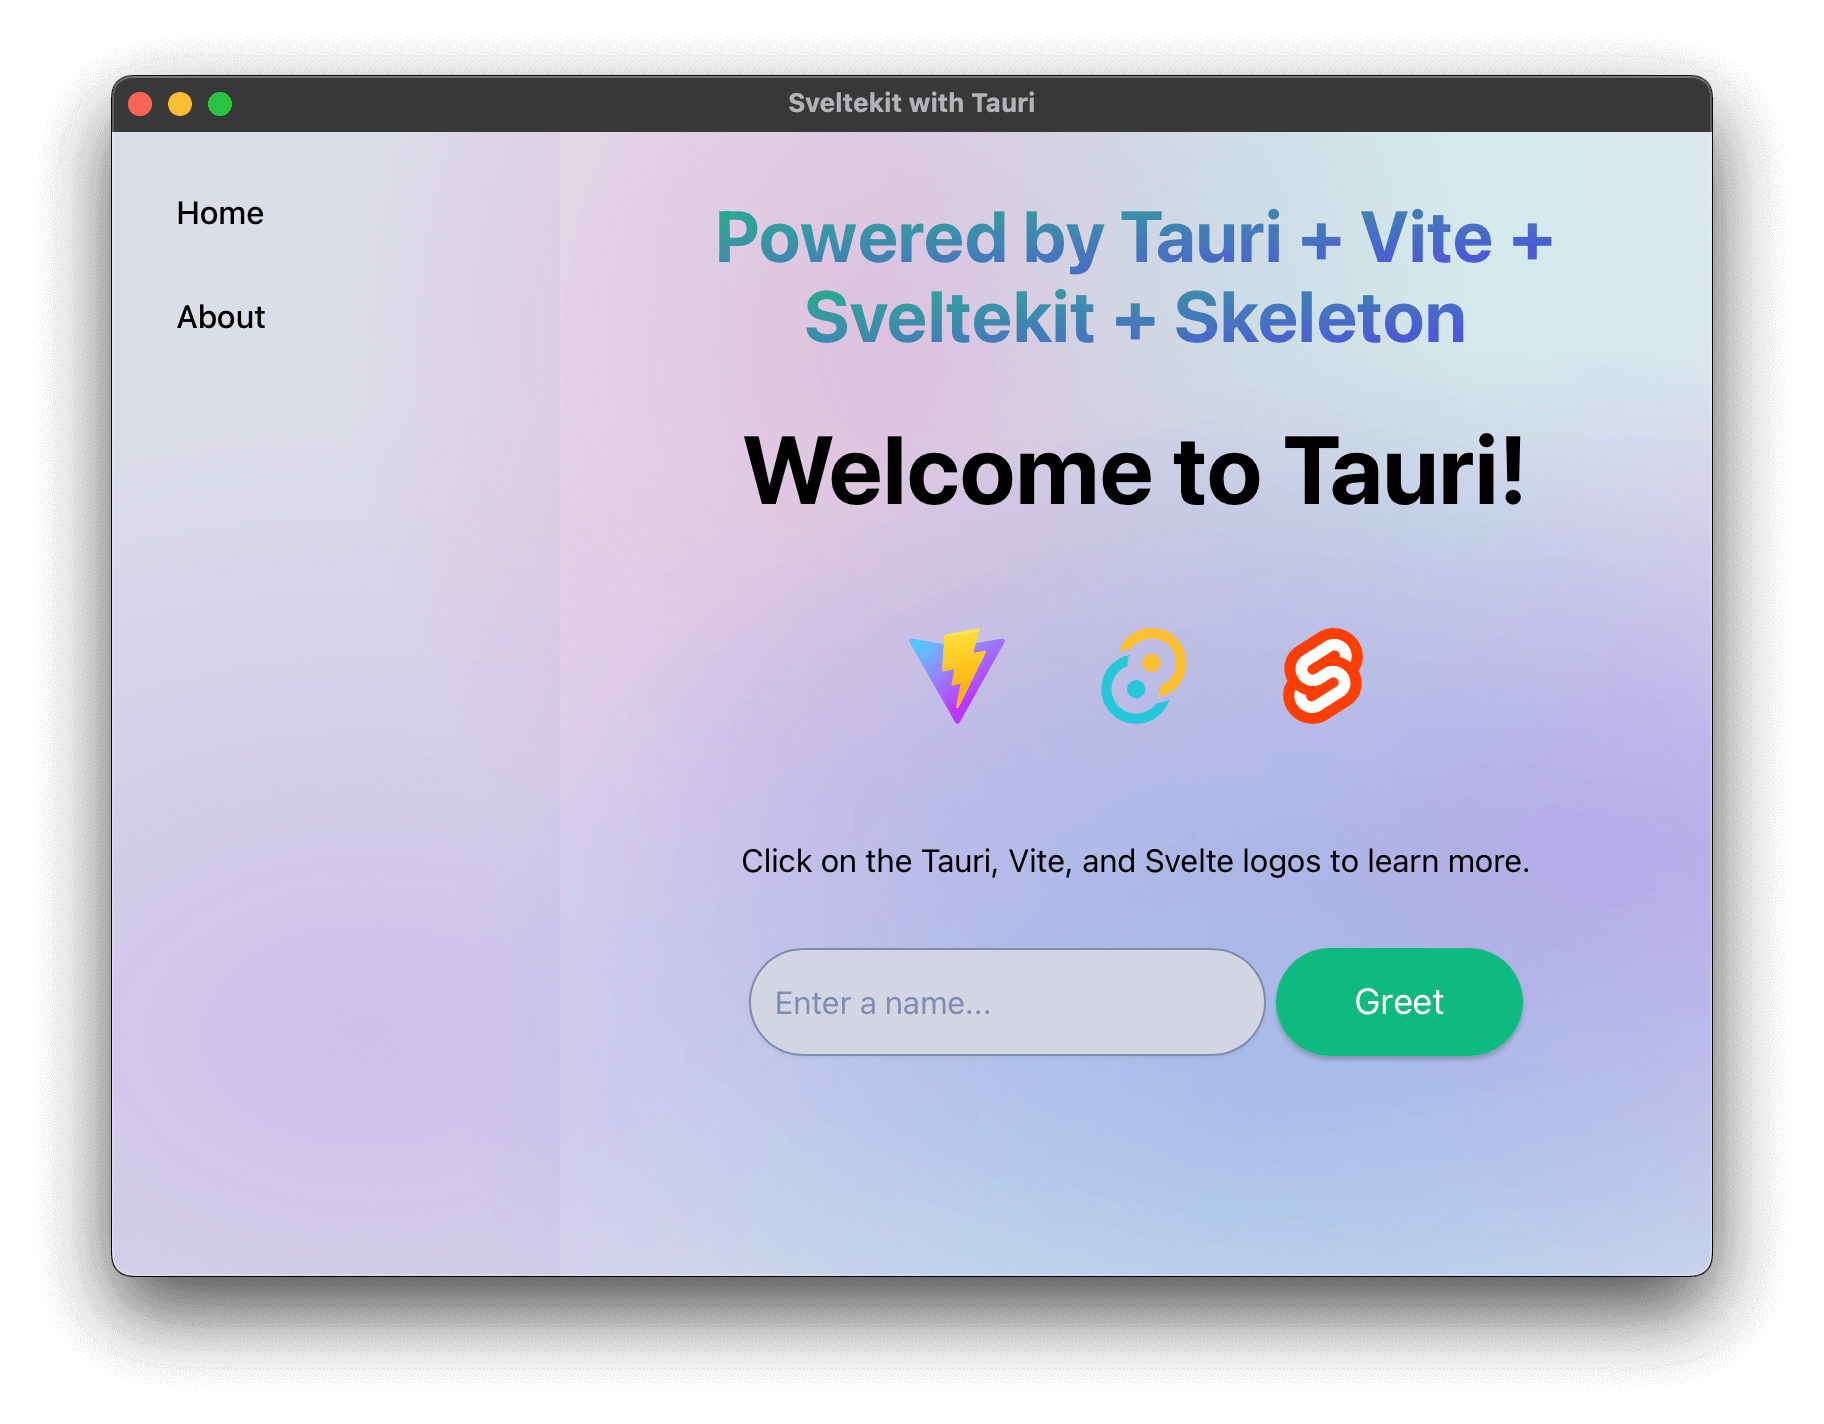 Sveltekit with Tauri
Home
About
Powered by Tauri + Vite +
Sveltekit + Skeleton
Welcome to Tauri!
Click on the Tauri, Vite, and Svelte logos to learn more.
Enter a name...
Greet